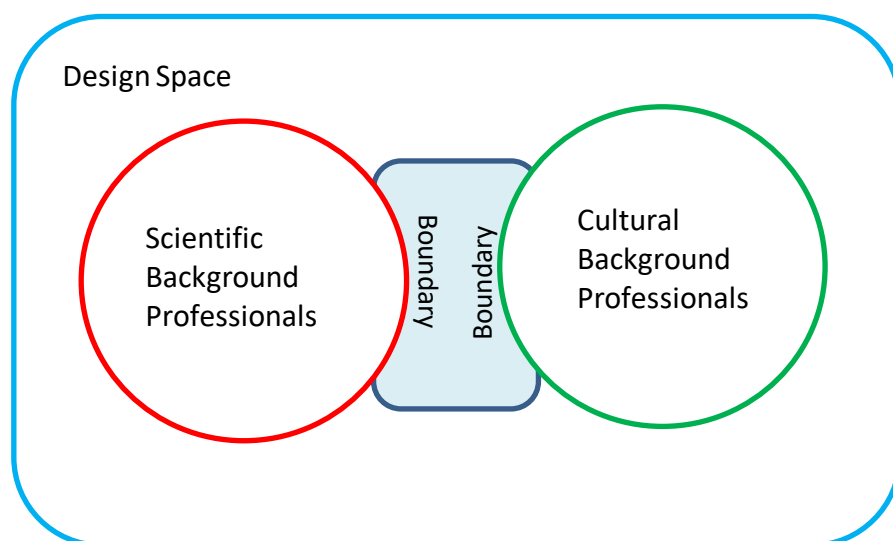 Design Space
Scientific
Background
Professionals
Boundary
Boundary
Cultural
Background
Professionals